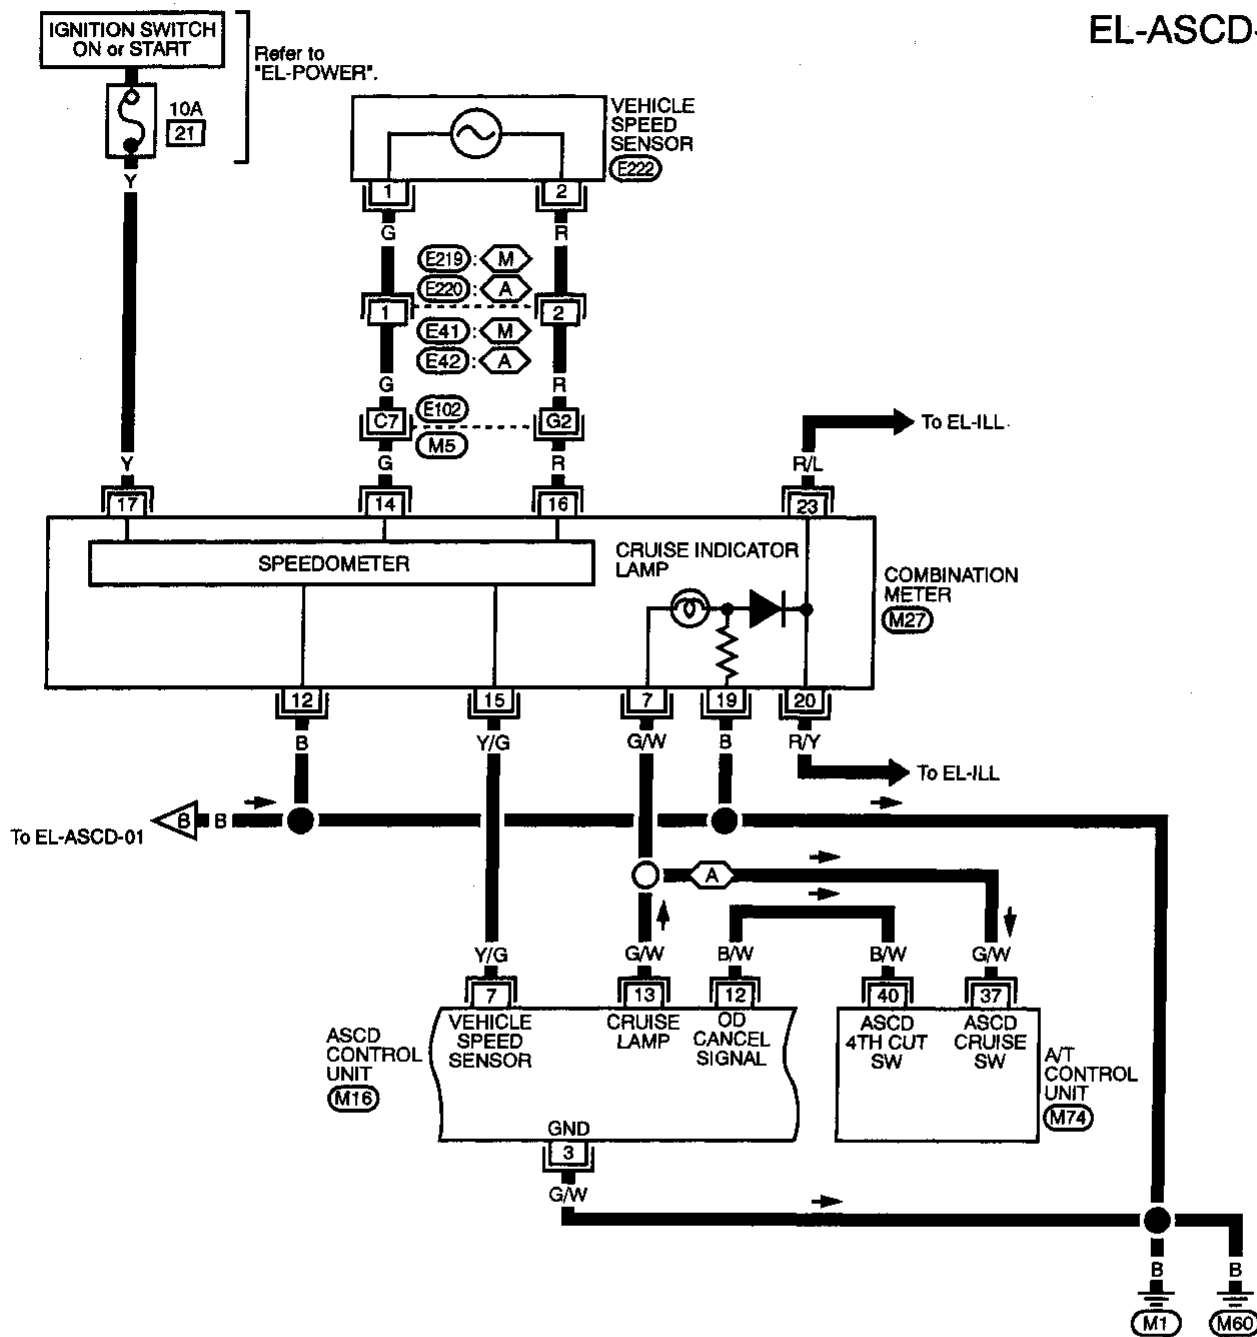 EL-ASCD-
IGNITION SWITCH
ON or START
Refer to
"EL-POWER".
10A
21
Y
VEHICLE
SPEED
SENSOR
E222
1
2
G
R
E219 : M
E220 : A
1
2
E41 : M
E42 : A
G
R
C7
E102
G2
M5
To EL-ILL
Y
G
R
R/L
17
14
16
23
SPEEDOMETER
CRUISE INDICATOR
LAMP
COMBINATION
METER
M27
12
15
7
19
20
B
Y/G
G/W
B
R/Y
To EL-ILL
B
B
To EL-ASCD-01
A
Y/G
G/W
B/W
B/W
G/W
7
13
12
40
37
VEHICLE
SPEED
SENSOR
CRUISE
LAMP
OD
CANCEL
SIGNAL
ASCD
4TH CUT
SW
ASCD
CRUISE
SW
ASCD
CONTROL
UNIT
M16
A/T
CONTROL
UNIT
M74
GND
3
G/W
B
B
M1
M60